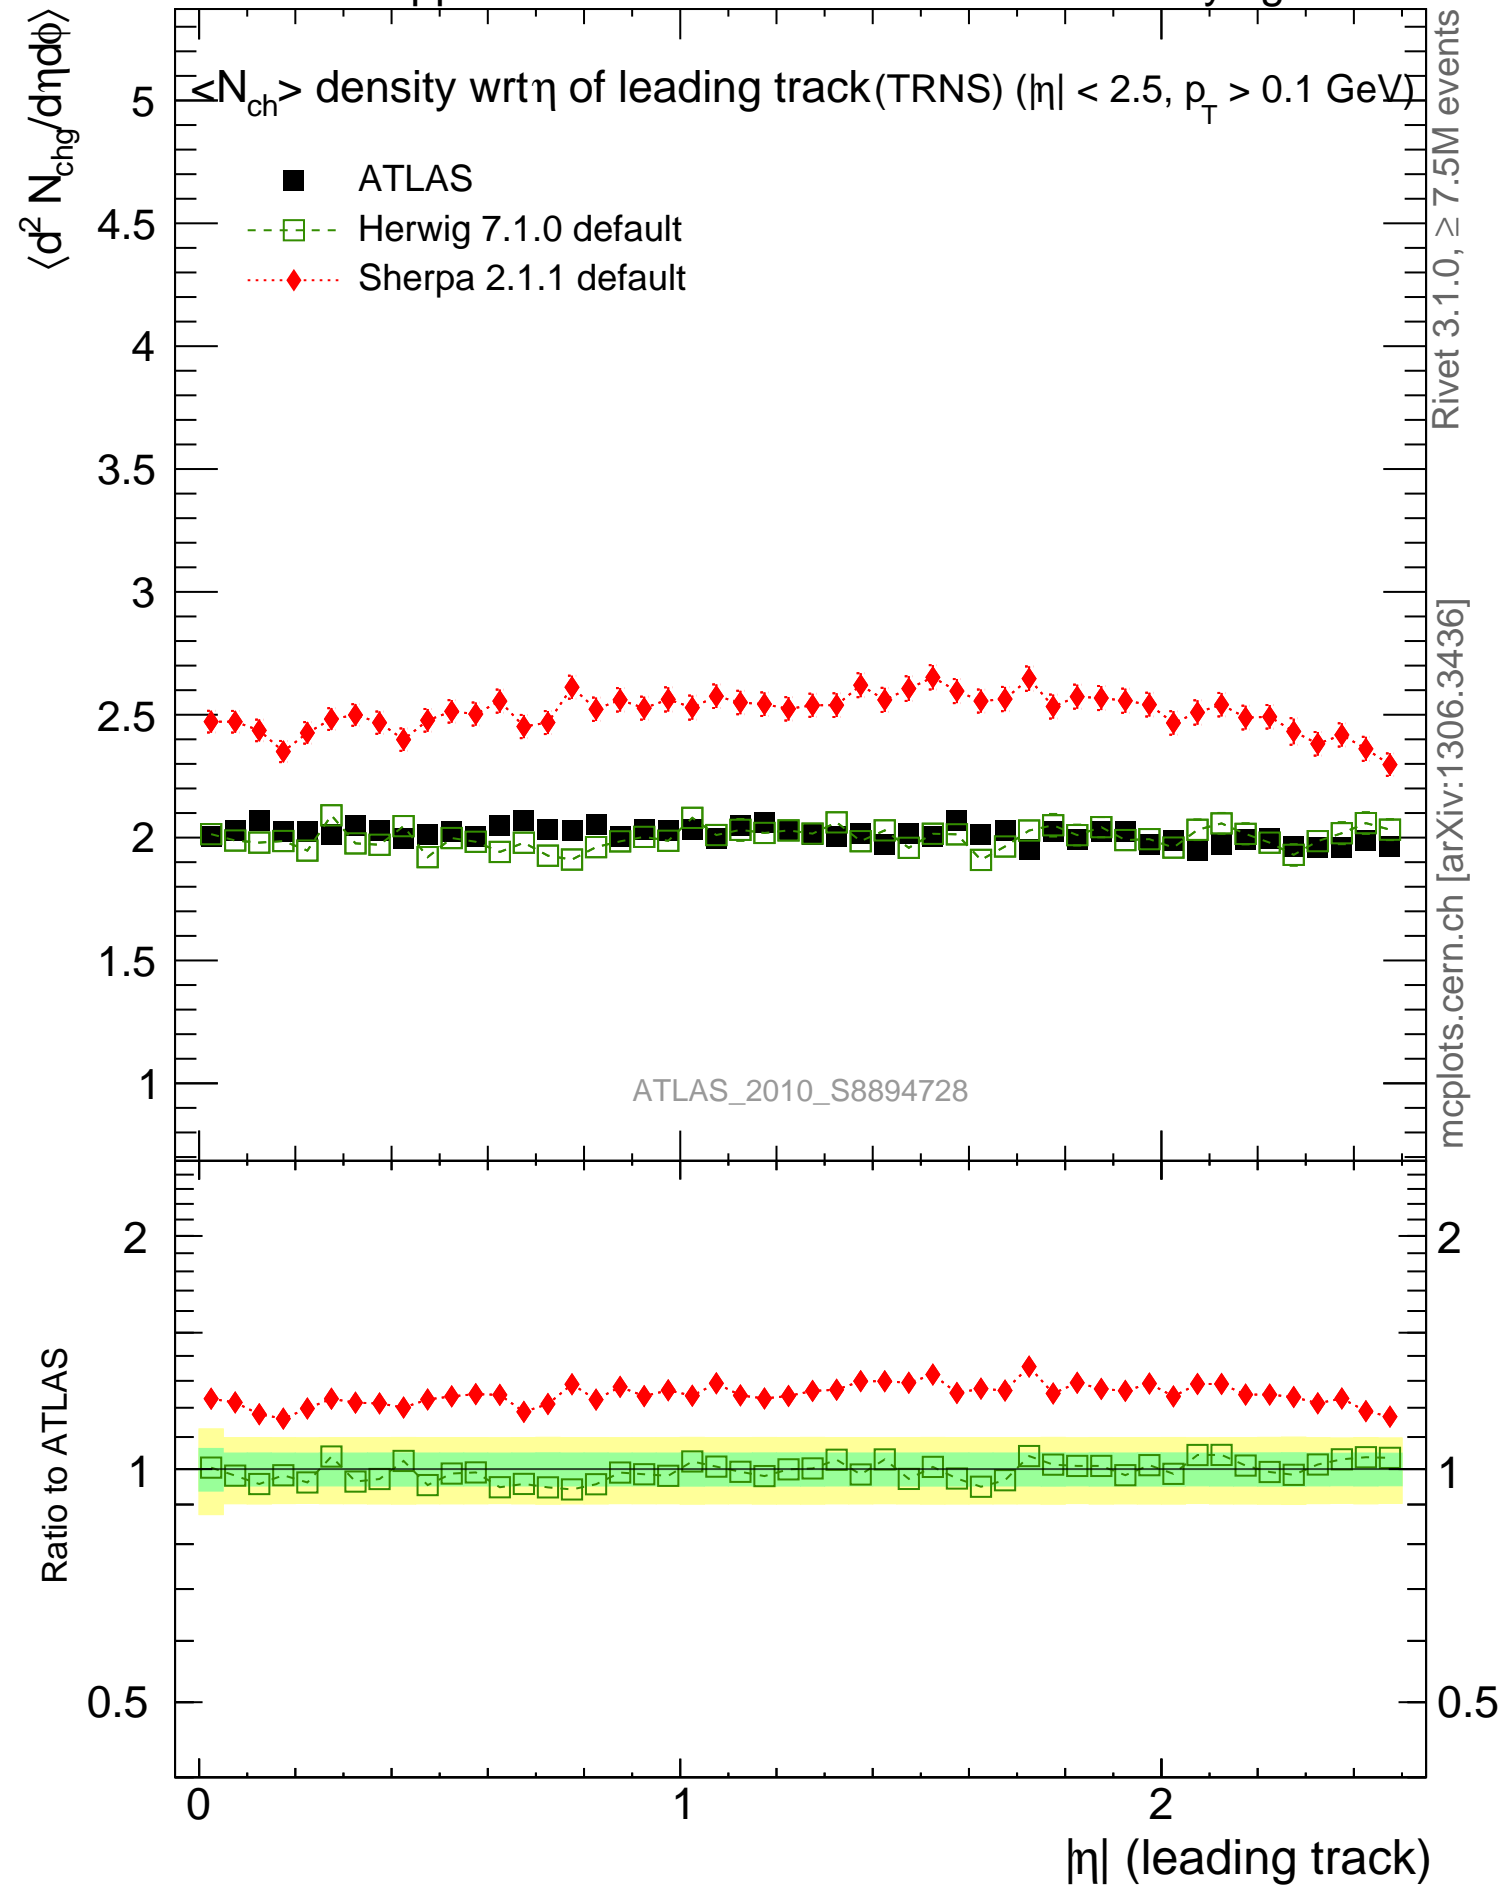 <N_ch> density wrt η of leading track (TRNS) (|η| < 2.5, p_T > 0.1 GeV)
⟨d² N_chg/dηdφ⟩
ATLAS
Herwig 7.1.0 default
Sherpa 2.1.1 default
5
4.5
4
3.5
3
2.5
2
1.5
1
ATLAS_2010_S8894728
Rivet 3.1.0, ≥ 7.5M events
mcplots.cern.ch [arXiv:1306.3436]
Ratio to ATLAS
2
1
0.5
2
1
0.5
0 1 2
|η| (leading track)